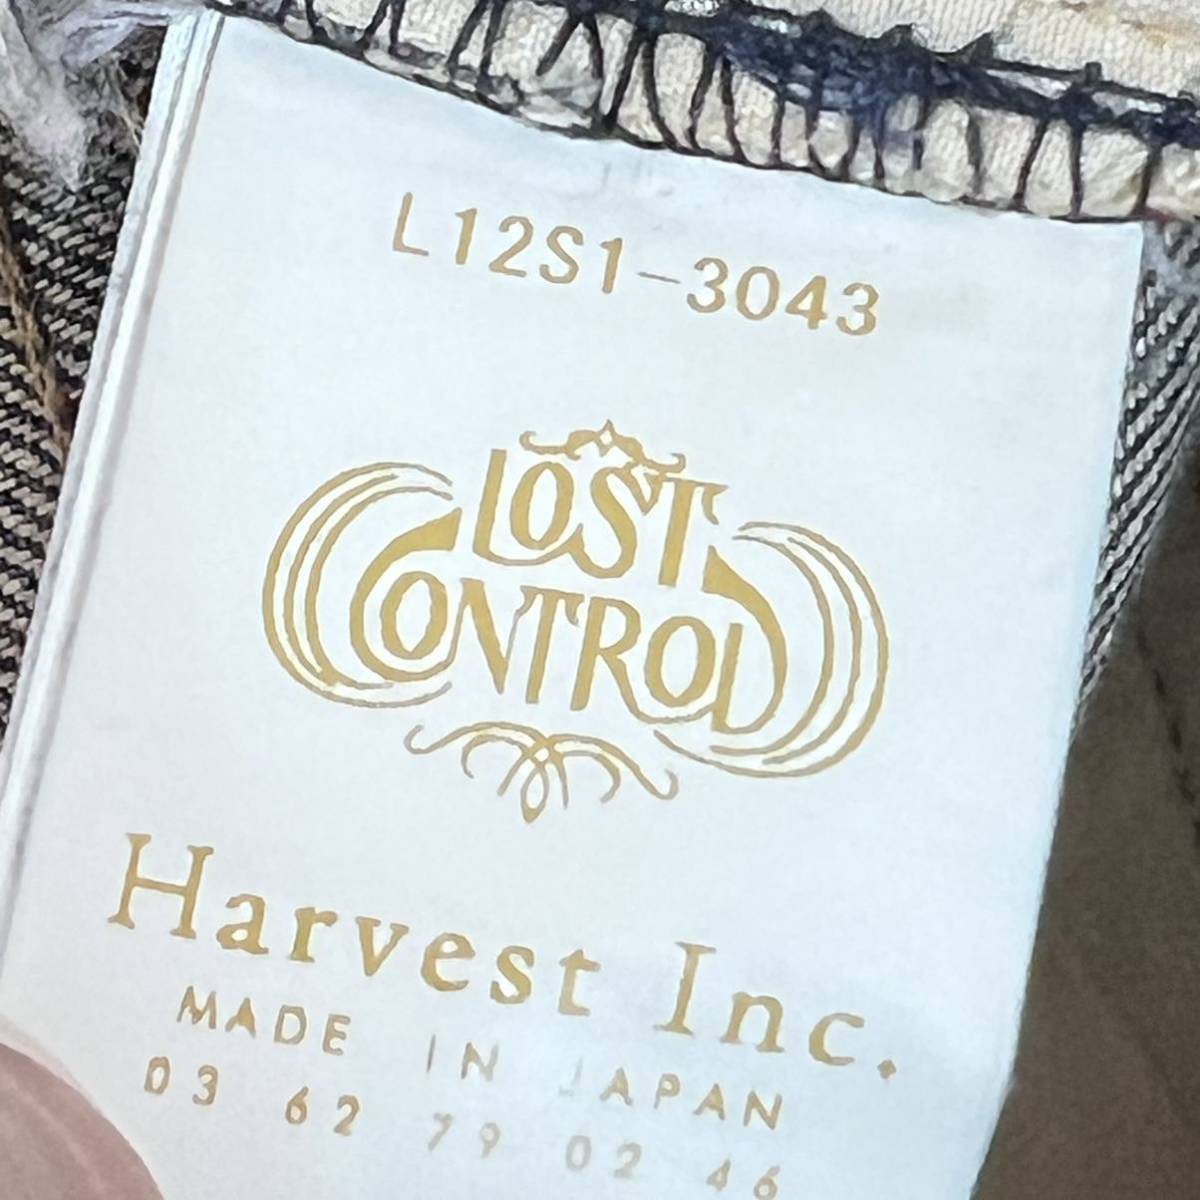 L12S1-3043
LOST
CONTROL
Harvest Inc.
MADE IN JAPAN
03 62 79 02 46